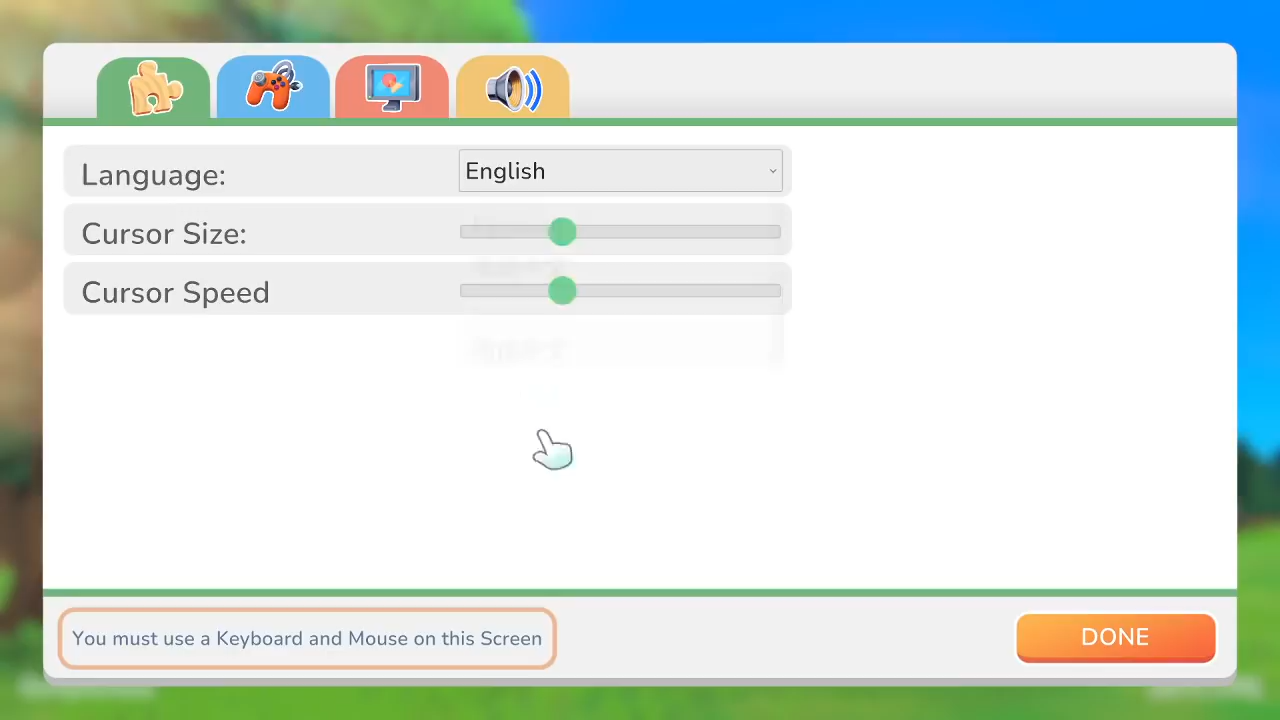 Language:
English
Cursor Size:
Cursor Speed
You must use a Keyboard and Mouse on this Screen
DONE